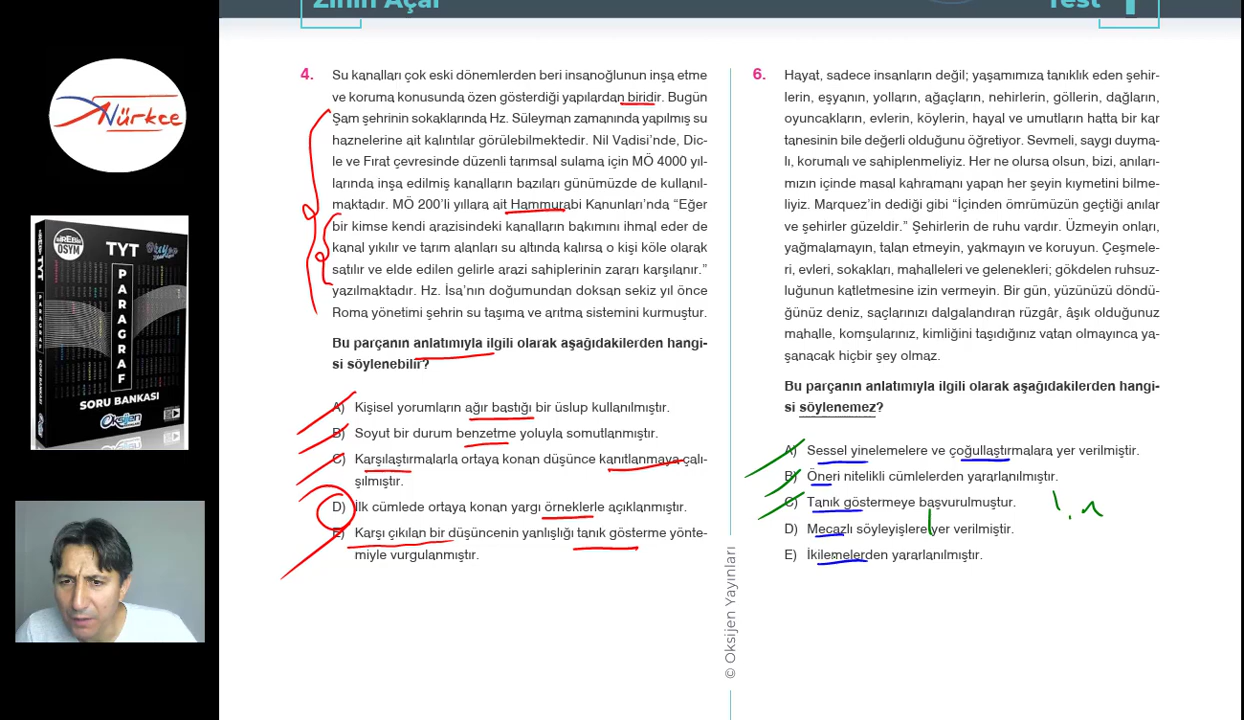 Zihin Açar
Test 1
Nürkçe
BİREBİR
ÖSYM
TYT
Okey
PARAGRAF
PARAGRAF
SORU BANKASI
Oksijen
4. Su kanalları çok eski dönemlerden beri insanoğlunun inşa etme
ve koruma konusunda özen gösterdiği yapılardan biridir. Bugün
Şam şehrinin sokaklarında Hz. Süleyman zamanında yapılmış su
haznelerine ait kalıntılar görülebilmektedir. Nil Vadisi’nde, Dic-
le ve Fırat çevresinde düzenli tarımsal sulama için MÖ 4000 yıl-
larında inşa edilmiş kanalların bazıları günümüzde de kullanıl-
maktadır. MÖ 200’li yıllara ait Hammurabi Kanunları’nda “Eğer
bir kimse kendi arazisindeki kanalların bakımını ihmal eder de
kanal yıkılır ve tarım alanları su altında kalırsa o kişi köle olarak
satılır ve elde edilen gelirle arazi sahiplerinin zararı karşılanır.”
yazılmaktadır. Hz. İsa’nın doğumundan doksan sekiz yıl önce
Roma yönetimi şehrin su taşıma ve arıtma sistemini kurmuştur.
Bu parçanın anlatımıyla ilgili olarak aşağıdakilerden hangi-
si söylenebilir?
A) Kişisel yorumların ağır bastığı bir üslup kullanılmıştır.
B) Soyut bir durum benzetme yoluyla somutlanmıştır.
C) Karşılaştırmalarla ortaya konan düşünce kanıtlanmaya çalı-
şılmıştır.
D) İlk cümlede ortaya konan yargı örneklerle açıklanmıştır.
E) Karşı çıkılan bir düşüncenin yanlışlığı tanık gösterme yönte-
miyle vurgulanmıştır.
© Oksijen Yayınları
6. Hayat, sadece insanların değil; yaşamımıza tanıklık eden şehir-
lerin, eşyanın, yolların, ağaçların, nehirlerin, göllerin, dağların,
oyuncakların, evlerin, köylerin, hayal ve umutların hatta bir kar
tanesinin bile değerli olduğunu öğretiyor. Sevmeli, saygı duyma-
lı, korumalı ve sahiplenmeliyiz. Her ne olursa olsun, bizi, anıları-
mızın içinde masal kahramanı yapan her şeyin kıymetini bilme-
liyiz. Marquez’in dediği gibi “İçinden ömrümüzün geçtiği anılar
ve şehirler güzeldir.” Şehirlerin de ruhu vardır. Üzmeyin onları,
yağmalamayın, talan etmeyin, yakmayın ve koruyun. Çeşmele-
ri, evleri, sokakları, mahalleleri ve gelenekleri; gökdelen ruhsuz-
luğunun katletmesine izin vermeyin. Bir gün, yüzünüzü döndü-
ğünüz deniz, saçlarınızı dalgalandıran rüzgâr, âşık olduğunuz
mahalle, komşularınız, kimliğini taşıdığınız vatan olmayınca ya-
şanacak hiçbir şey olmaz.
Bu parçanın anlatımıyla ilgili olarak aşağıdakilerden hangi-
si söylenemez?
A) Sessel yinelemelere ve çoğullaştırmalara yer verilmiştir.
B) Öneri nitelikli cümlelerden yararlanılmıştır.
C) Tanık göstermeye başvurulmuştur.
D) Mecazlı söyleyişlere yer verilmiştir.
E) İkilemelerden yararlanılmıştır.